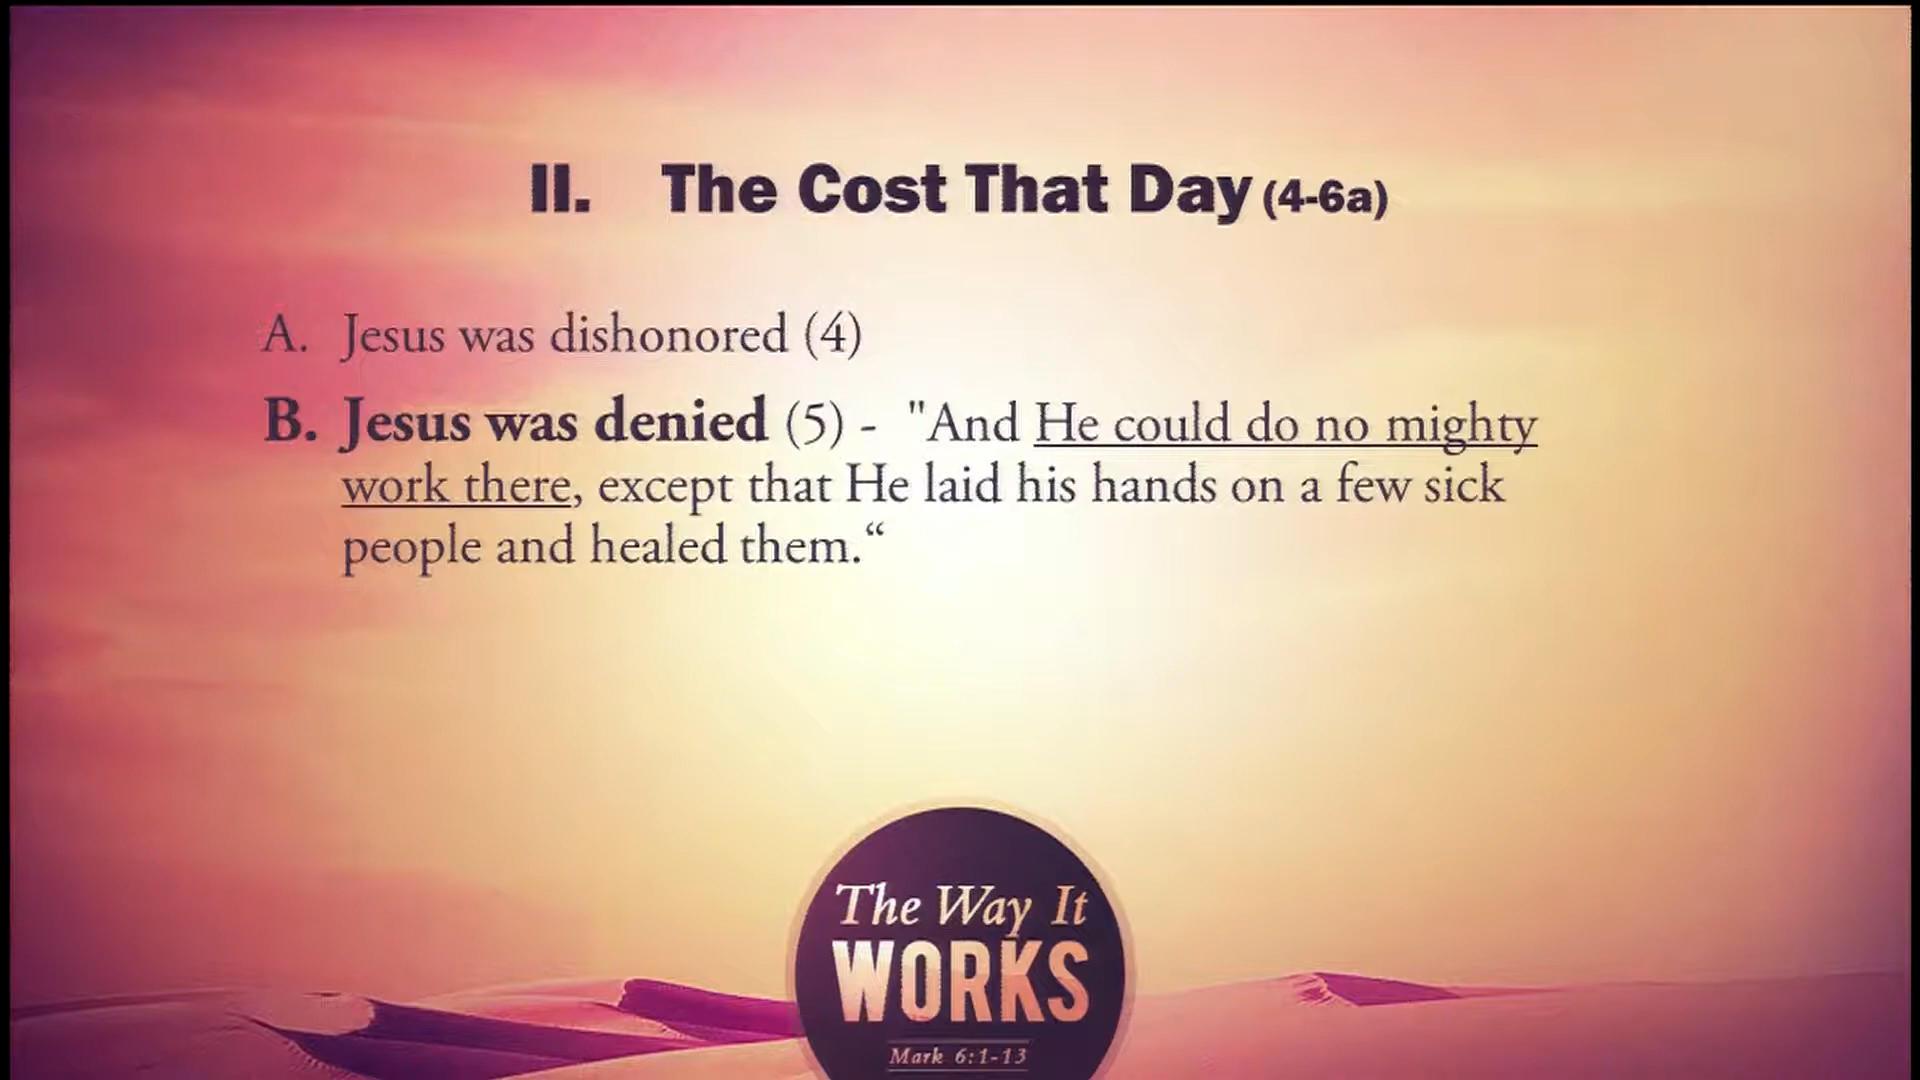 II. The Cost That Day (4-6a)
A. Jesus was dishonored (4)
B. Jesus was denied (5) - "And He could do no mighty
work there, except that He laid his hands on a few sick
people and healed them.“
The Way It
WORKS
Mark 6:1-13